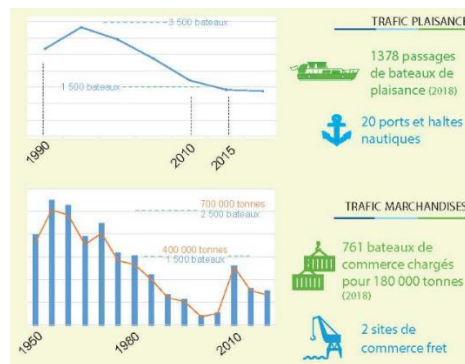 3 500 bateaux
1 500 bateaux
1990
2010
2015
TRAFIC PLAISANCE
1378 passages
de bateaux de
plaisance (2018)
20 ports et haltes
nautiques
700 000 tonnes
2 500 bateaux
400 000 tonnes
1 500 bateaux
1950
1980
2010
TRAFIC MARCHANDISES
761 bateaux de
commerce chargés
pour 180 000 tonnes
(2018)
2 sites de
commerce fret